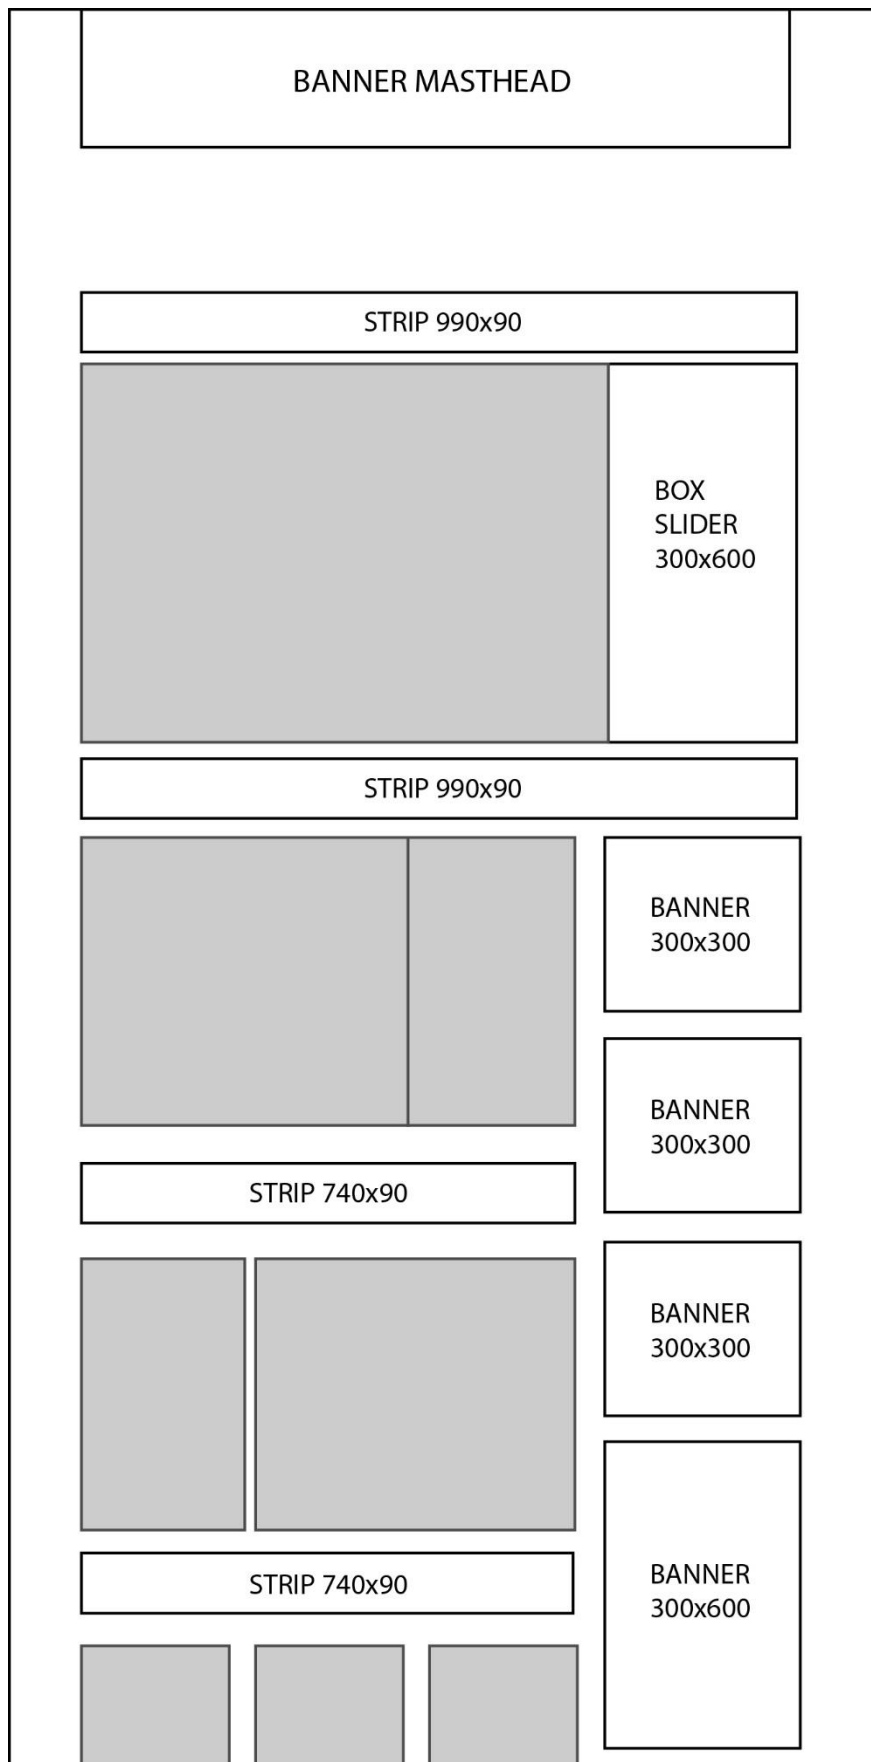 BANNER MASTHEAD
STRIP 990x90
BOX
SLIDER
300x600
STRIP 990x90
BANNER
300x300
BANNER
300x300
STRIP 740x90
BANNER
300x300
STRIP 740x90
BANNER
300x600